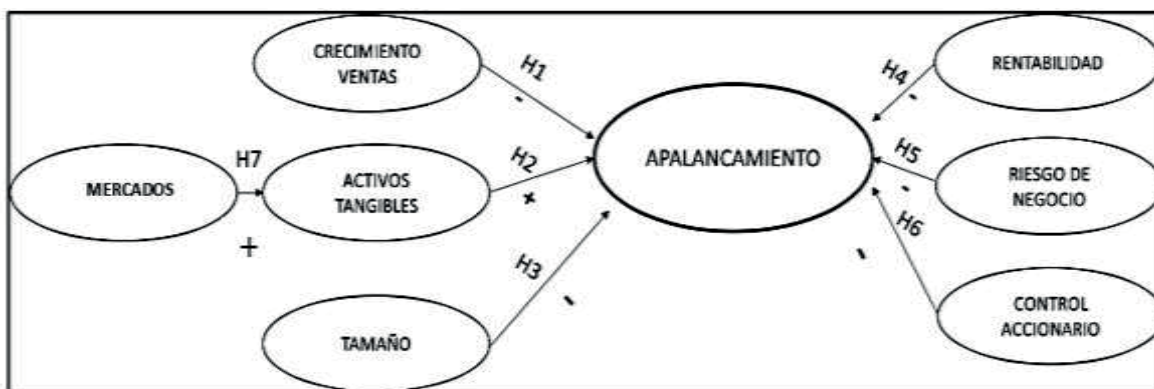 CRECIMIENTO
VENTAS
H1
-
H4
-
RENTABILIDAD
MERCADOS
H7
+
ACTIVOS
TANGIBLES
H2
+
APALANCAMIENTO
H5
-
RIESGO DE
NEGOCIO
TAMAÑO
H3
-
H6
-
CONTROL
ACCIONARIO